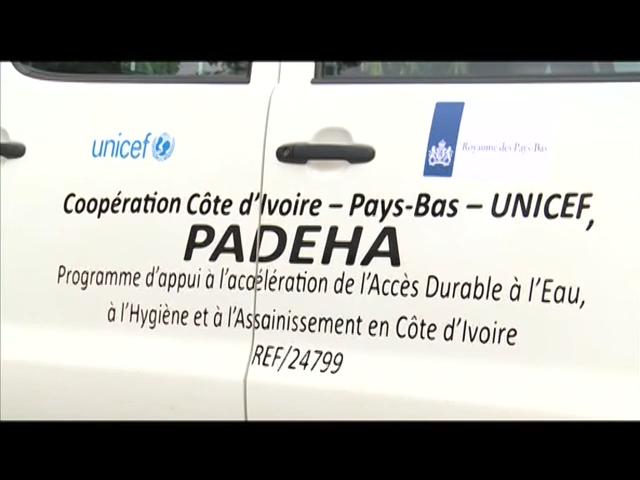 unicef
Royaume des Pays-Bas
Coopération Côte d'Ivoire – Pays-Bas – UNICEF,
PADEHA
Programme d'appui à l'accélération de l'Accès Durable à l'Eau,
à l'Hygiène et à l'Assainissement en Côte d'Ivoire
REF/24799